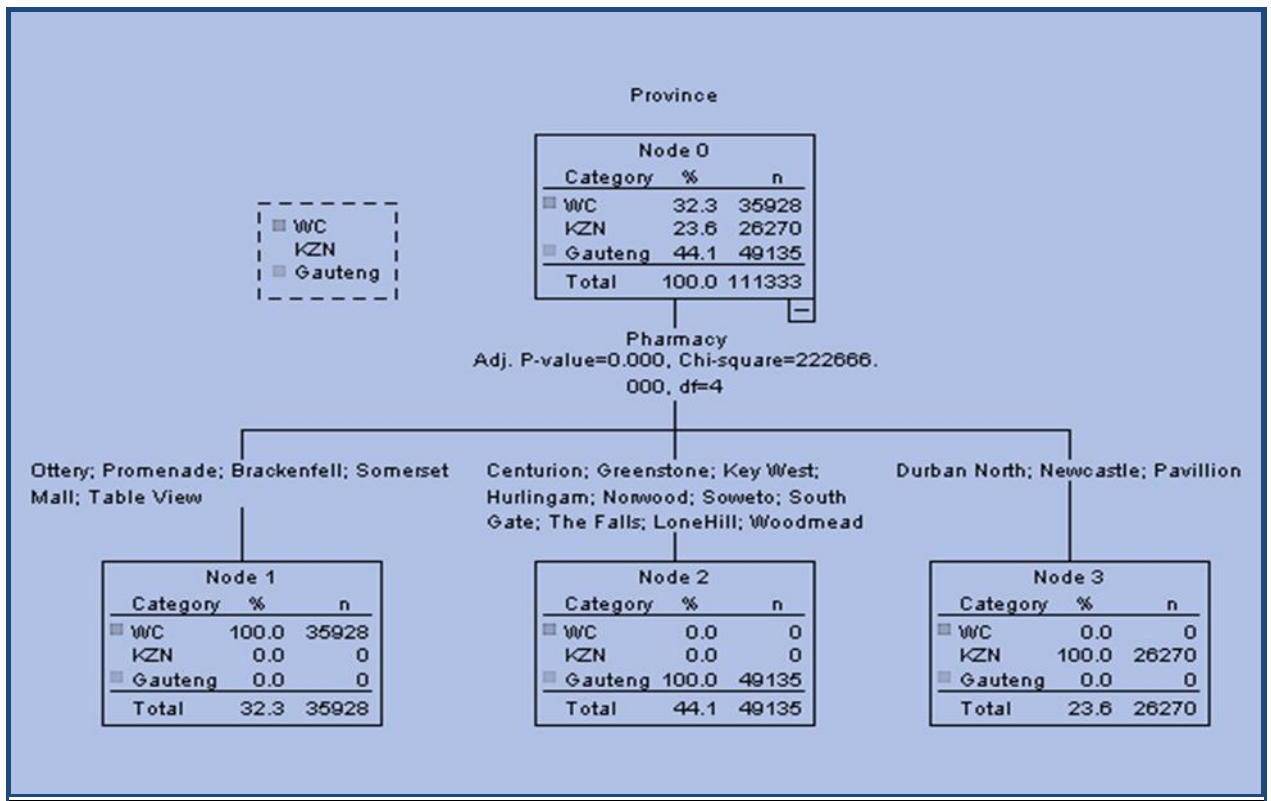 Province
Node 0
Category % n
WC 32.3 35928
KZN 23.6 26270
Gauteng 44.1 49135
Total 100.0 111333
WC
KZN
Gauteng
Pharmacy
Adj. P-value=0.000, Chi-square=222666.
000, df=4
Ottery; Promenade; Brackenfell; Somerset
Mall; Table View
Centurion; Greenstone; Key West;
Hurlingam; Norwood; Soweto; South
Gate; The Falls; LoneHill; Woodmead
Durban North; Newcastle; Pavillion
Node 1
Category % n
WC 100.0 35928
KZN 0.0 0
Gauteng 0.0 0
Total 32.3 35928
Node 2
Category % n
WC 0.0 0
KZN 0.0 0
Gauteng 100.0 49135
Total 44.1 49135
Node 3
Category % n
WC 0.0 0
KZN 100.0 26270
Gauteng 0.0 0
Total 23.6 26270